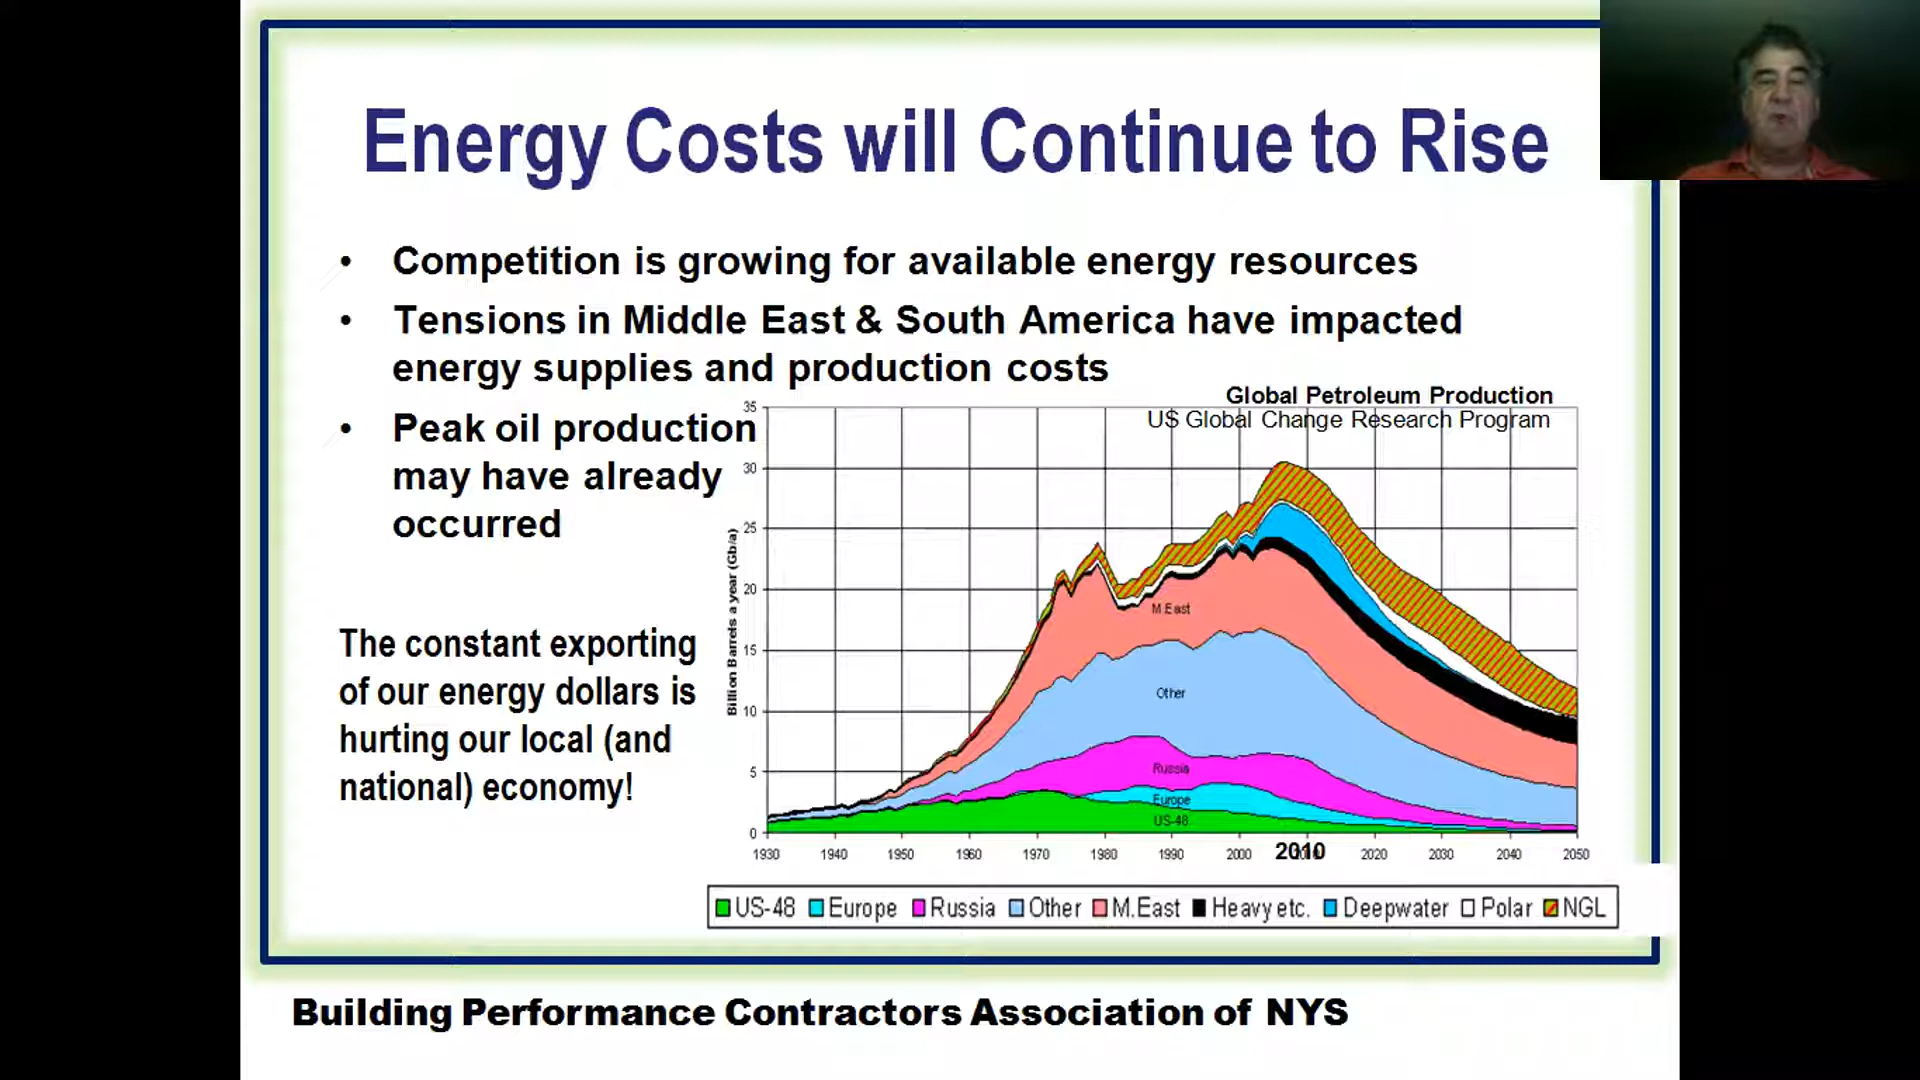 Energy Costs will Continue to Rise
• Competition is growing for available energy resources
• Tensions in Middle East & South America have impacted
energy supplies and production costs
• Peak oil production
may have already
occurred
The constant exporting
of our energy dollars is
hurting our local (and
national) economy!
Global Petroleum Production
US Global Change Research Program
Billion Barrels a year (Gb/a)
35
30
25
20
15
10
5
0
M.East
Other
Russia
Europe
US-48
1930 1940 1950 1960 1970 1980 1990 2000 2010 2020 2030 2040 2050
US-48 Europe Russia Other M.East Heavy etc. Deepwater Polar NGL
Building Performance Contractors Association of NYS